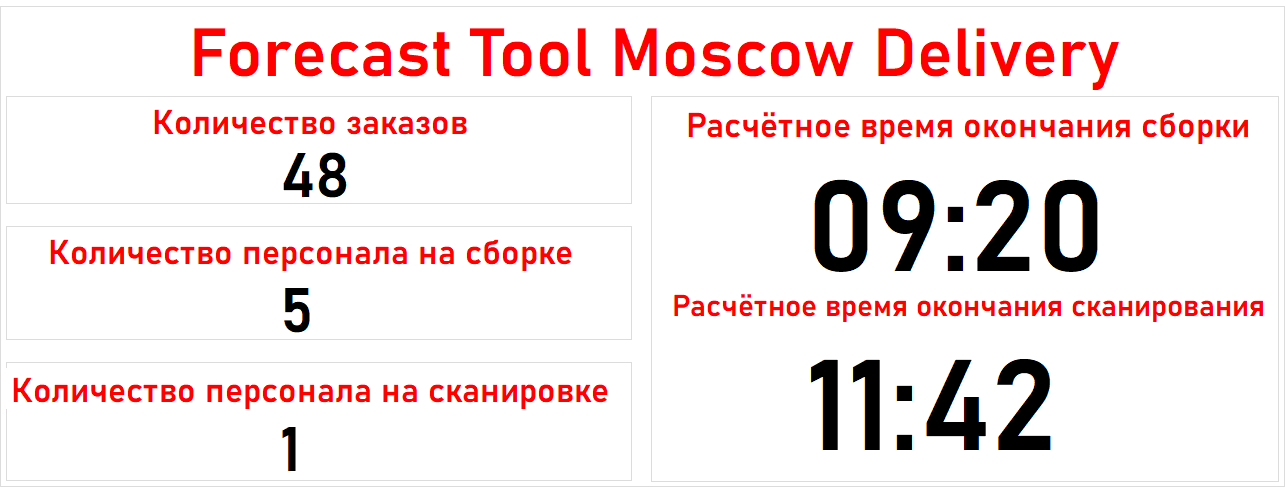 Forecast Tool Moscow Delivery
Количество заказов
48
Количество персонала на сборке
5
Количество персонала на сканировке
1
Расчётное время окончания сборки
09:20
Расчётное время окончания сканирования
11:42